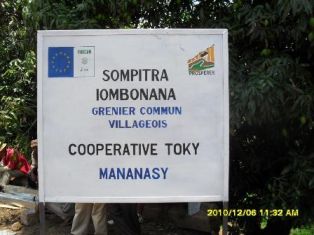 PROSPERER
SOMPITRA
IOMBONANA
GRENIER COMMUN
VILLAGEOIS
COOPERATIVE TOKY
MANANASY
2010/12/06 11:32 AM